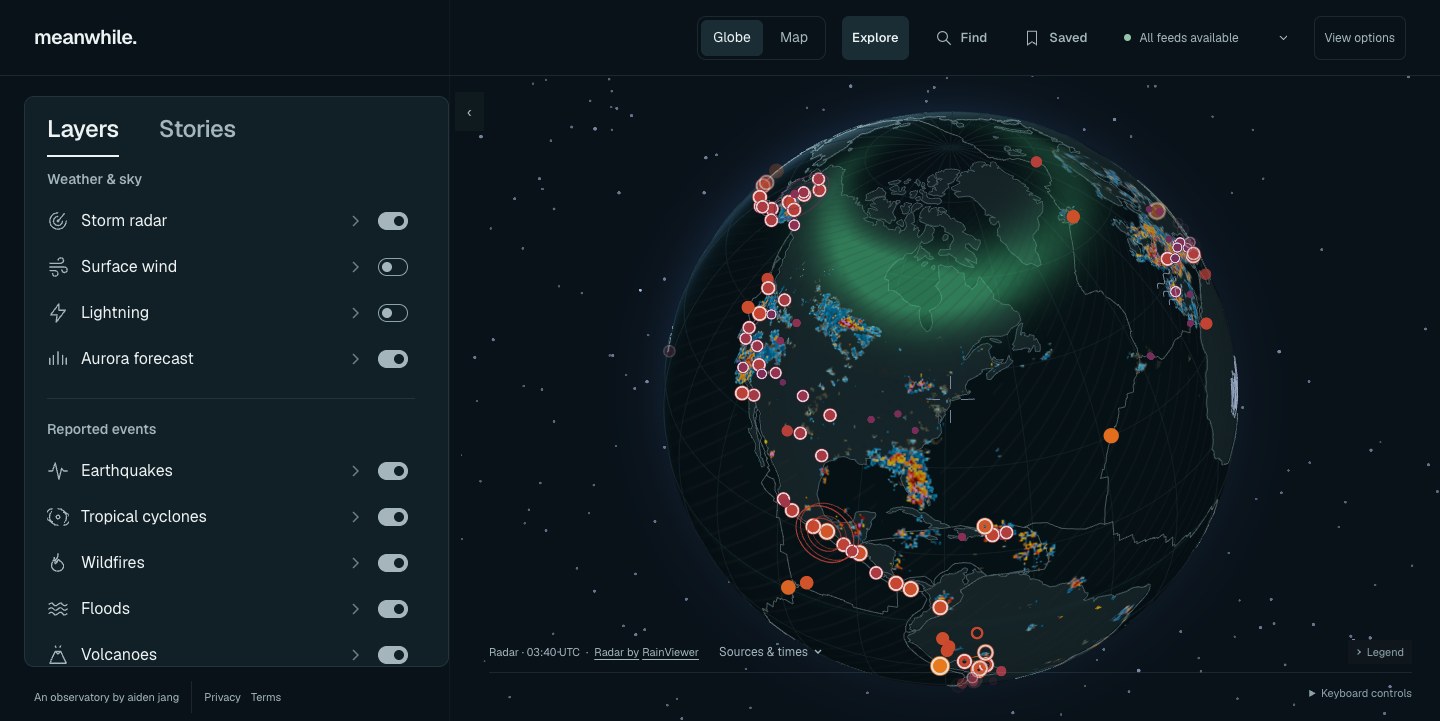 meanwhile.
Globe
Map
Explore
Find
Saved
All feeds available
View options
Layers
Stories
Weather & sky
Storm radar
Surface wind
Lightning
Aurora forecast
Reported events
Earthquakes
Tropical cyclones
Wildfires
Floods
Volcanoes
Radar · 03:40 UTC · Radar by RainViewer
Sources & times
Legend
An observatory by aiden jang
Privacy
Terms
Keyboard controls